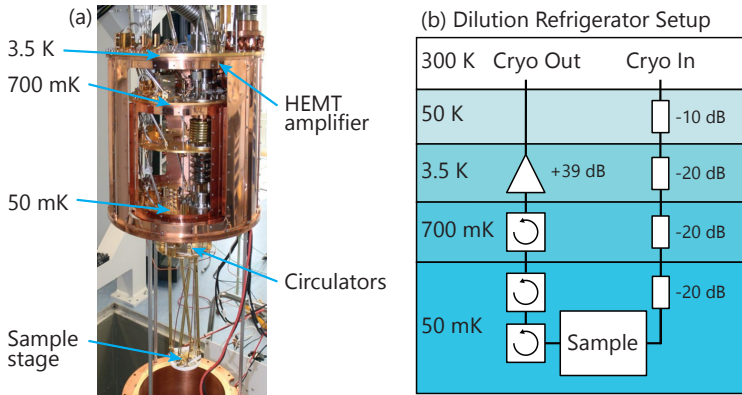 (a)
3.5 K
700 mK
HEMT
amplifier
50 mK
Circulators
Sample
stage
(b) Dilution Refrigerator Setup
300 K Cryo Out Cryo In
50 K -10 dB
3.5 K +39 dB -20 dB
700 mK -20 dB
50 mK -20 dB
Sample